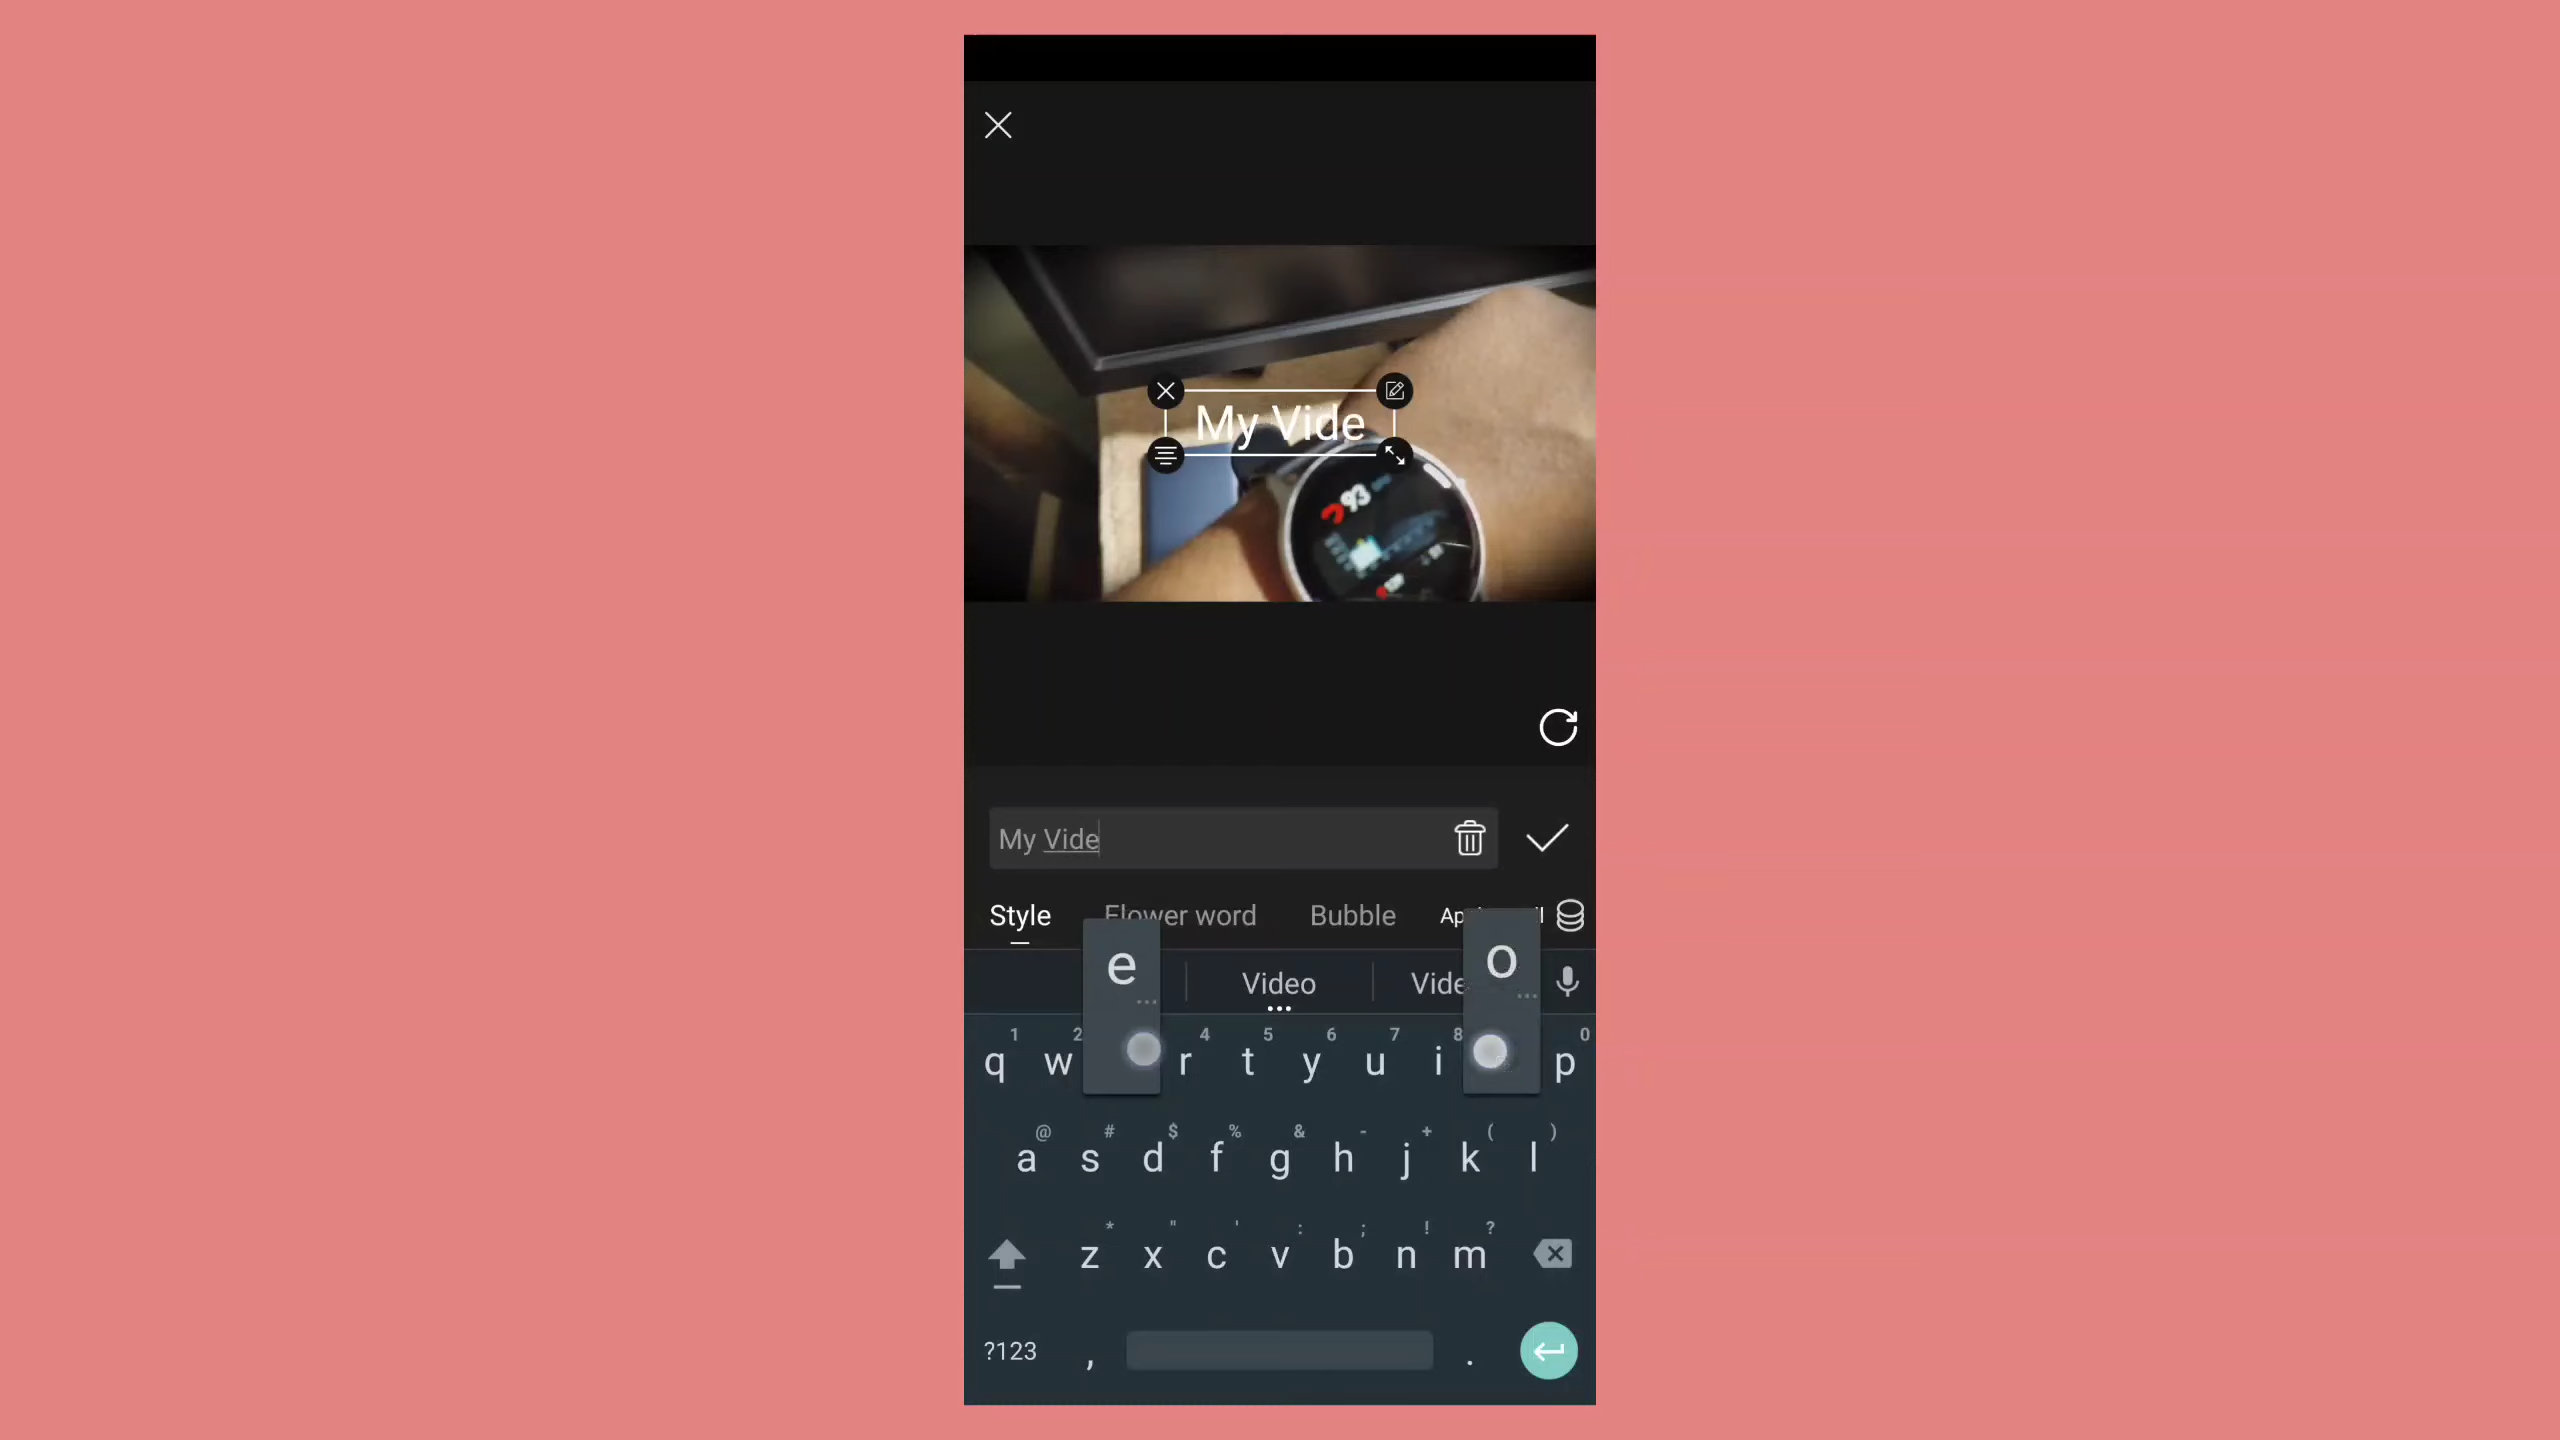 My Vide
93
My Vide
Style Flower word Bubble
e Video Vide o
1 2 4 5 6 7 8 0
q w r t y u i p
@ # $ % & - + ( )
a s d f g h j k l
* " ' : ; ! ?
z x c v b n m
?123 , .